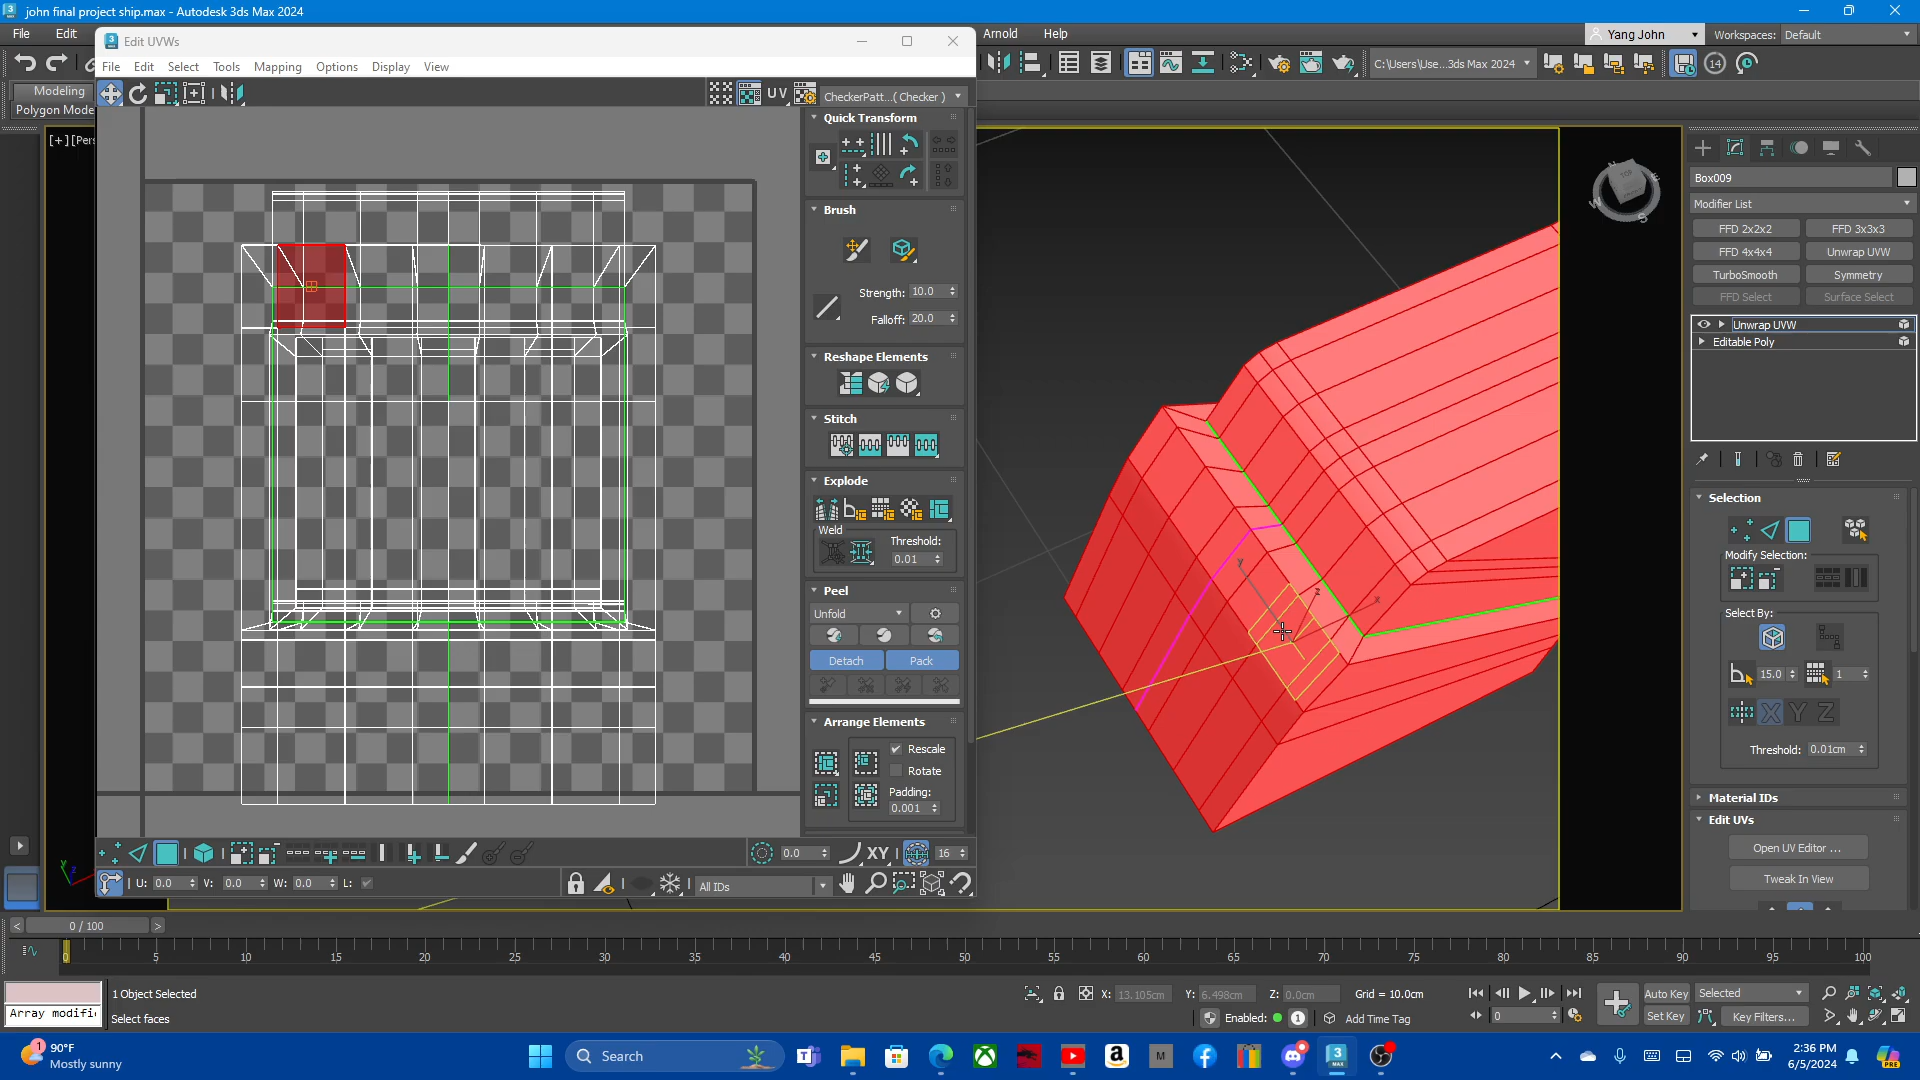 john final project ship.max - Autodesk 3ds Max 2024
File Edit Arnold Help
Yang John
Workspaces: Default
Edit UVWs
File Edit Select Tools Mapping Options Display View
C:\Users\Use...3ds Max 2024
14
Modeling
Polygon Mode
UV
CheckerPatt...( Checker )
[+][Pers
Quick Transform
Brush
Strength: 10.0
Falloff: 20.0
Reshape Elements
Stitch
Explode
Weld
Threshold:
0.01
Peel
Unfold
Detach
Pack
Arrange Elements
Rescale
Rotate
Padding:
0.001
0.0
XY
16
U: 0.0 V: 0.0 W: 0.0 L:
All IDs
TOP
W
S
E
x
y
z
Box009
Modifier List
FFD 2x2x2
FFD 3x3x3
FFD 4x4x4
Unwrap UVW
TurboSmooth
Symmetry
FFD Select
Surface Select
Unwrap UVW
Editable Poly
Selection
Modify Selection:
Select By:
15.0
1
X Y Z
Threshold: 0.01cm
Material IDs
Edit UVs
Open UV Editor ...
Tweak In View
< 0 / 100 >
0 5 10 15 20 25 30 35 40 45 50 55 60 65 70 75 80 85 90 95 100
Array modifi
1 Object Selected
Select faces
X: 13.105cm
Y: 6.498cm
Z: 0.0cm
Grid = 10.0cm
Enabled:
1
Add Time Tag
0
Auto Key
Selected
Set Key
Key Filters...
1
90°F
Mostly sunny
Search
2:36 PM
6/5/2024